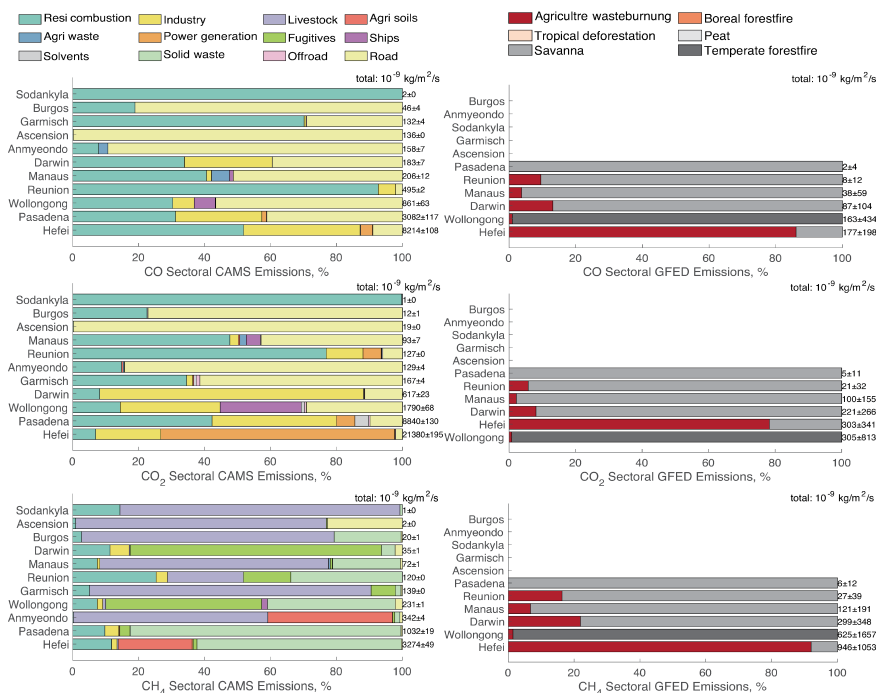 Resi combustion Industry Livestock Agri soils
Agri waste Power generation Fugitives Ships
Solvents Solid waste Offroad Road
Agricultre wasteburnung Boreal forestfire
Tropical deforestation Peat
Savanna Temperate forestfire
total: 10-9 kg/m2/s
Sodankyla 2±0
Burgos 46±4
Garmisch 132±4
Ascension 136±0
Anmyeondo 158±7
Darwin 183±7
Manaus 206±12
Reunion 495±2
Wollongong 861±63
Pasadena 3082±117
Hefei 8214±108
0 20 40 60 80 100
CO Sectoral CAMS Emissions, %
total: 10-9 kg/m2/s
Burgos
Anmyeondo
Sodankyla
Garmisch
Ascension
Pasadena 2±4
Reunion 8±12
Manaus 38±59
Darwin 87±104
Wollongong 163±434
Hefei 177±198
0 20 40 60 80 100
CO Sectoral GFED Emissions, %
total: 10-9 kg/m2/s
Sodankyla 1±0
Burgos 12±1
Ascension 19±0
Manaus 93±7
Reunion 127±0
Anmyeondo 129±4
Garmisch 167±4
Darwin 617±23
Wollongong 1790±68
Pasadena 8840±130
Hefei 21380±195
0 20 40 60 80 100
CO2 Sectoral CAMS Emissions, %
total: 10-9 kg/m2/s
Burgos
Anmyeondo
Sodankyla
Garmisch
Ascension
Pasadena 5±11
Reunion 21±32
Manaus 100±155
Darwin 221±266
Hefei 303±341
Wollongong 305±813
0 20 40 60 80 100
CO2 Sectoral GFED Emissions, %
total: 10-9 kg/m2/s
Sodankyla 1±0
Ascension 2±0
Burgos 20±1
Darwin 35±1
Manaus 72±1
Reunion 120±0
Garmisch 139±0
Wollongong 231±1
Anmyeondo 342±4
Pasadena 1032±19
Hefei 3274±49
0 20 40 60 80 100
CH4 Sectoral CAMS Emissions, %
total: 10-9 kg/m2/s
Burgos
Anmyeondo
Sodankyla
Garmisch
Ascension
Pasadena 6±12
Reunion 27±39
Manaus 121±191
Darwin 299±348
Wollongong 625±1657
Hefei 946±1053
0 20 40 60 80 100
CH4 Sectoral GFED Emissions, %